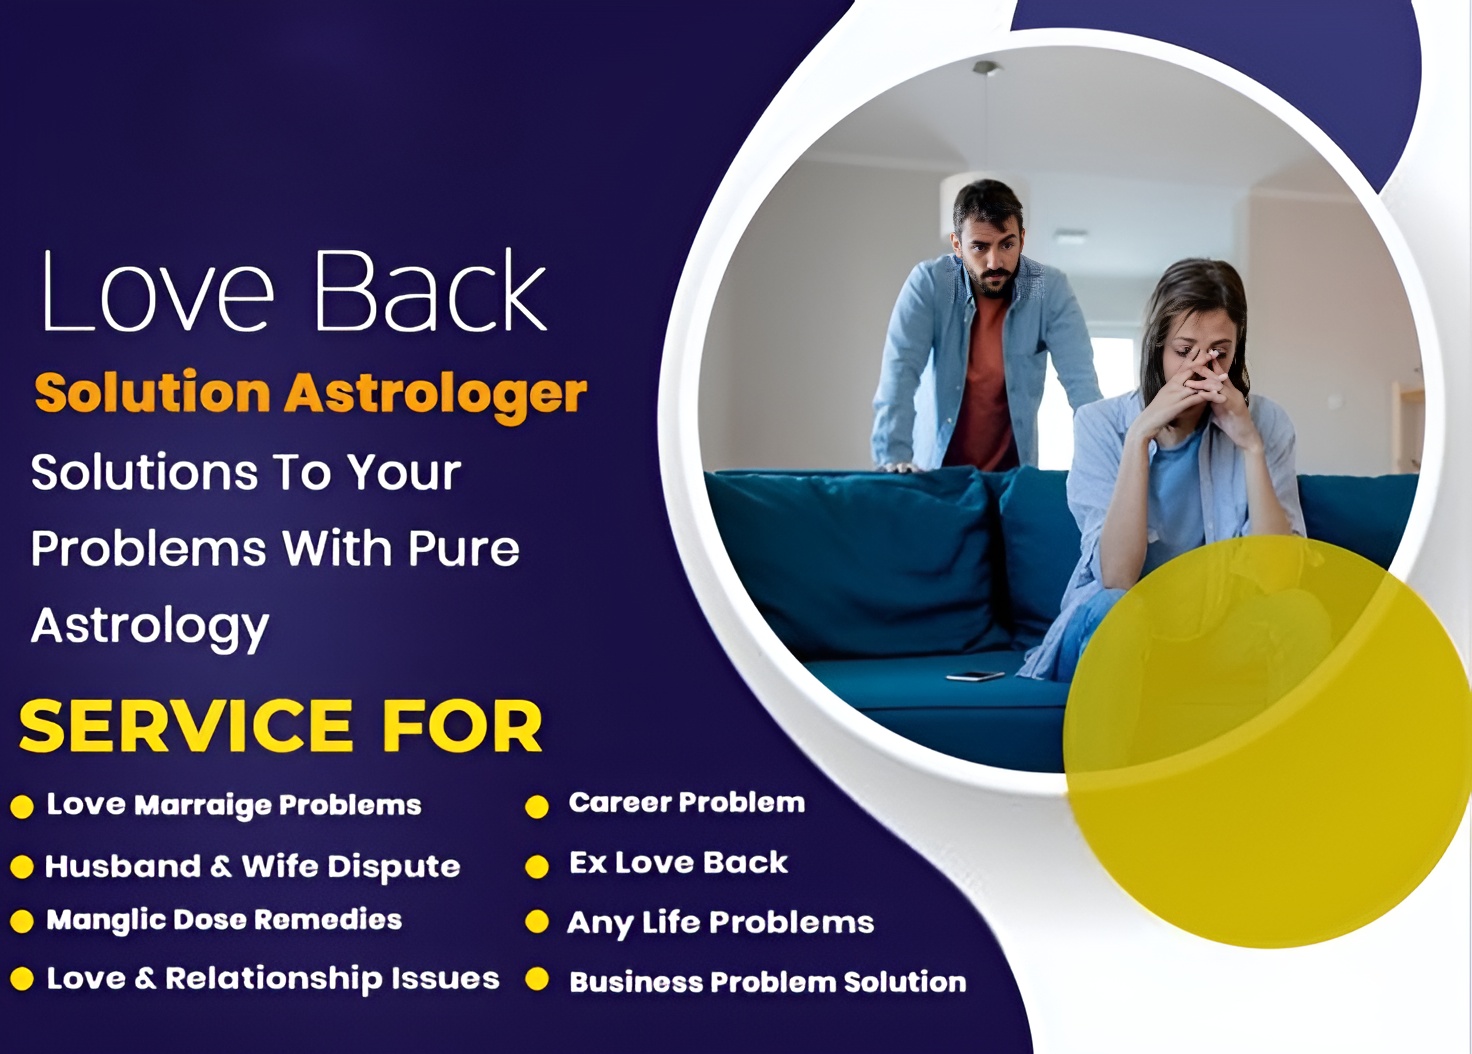 Love Back
Solution Astrologer
Solutions To Your
Problems With Pure
Astrology
SERVICE FOR
Love Marraige Problems
Husband & Wife Dispute
Manglic Dose Remedies
Love & Relationship Issues
Career Problem
Ex Love Back
Any Life Problems
Business Problem Solution